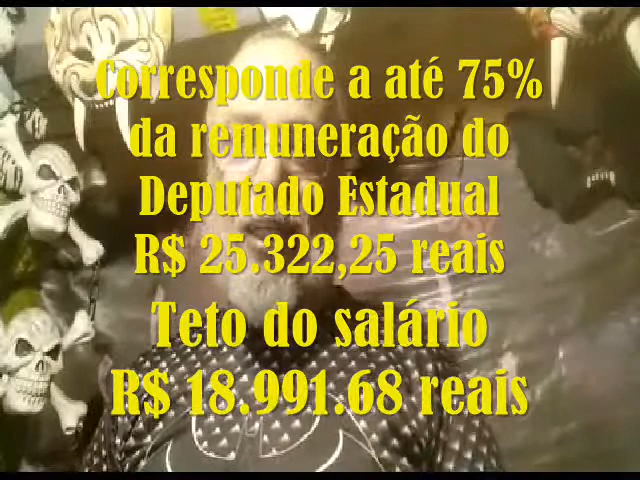 Corresponde a até 75%
da remuneração do
Deputado Estadual
R$ 25.322,25 reais
Teto do salário
R$ 18.991.68 reais